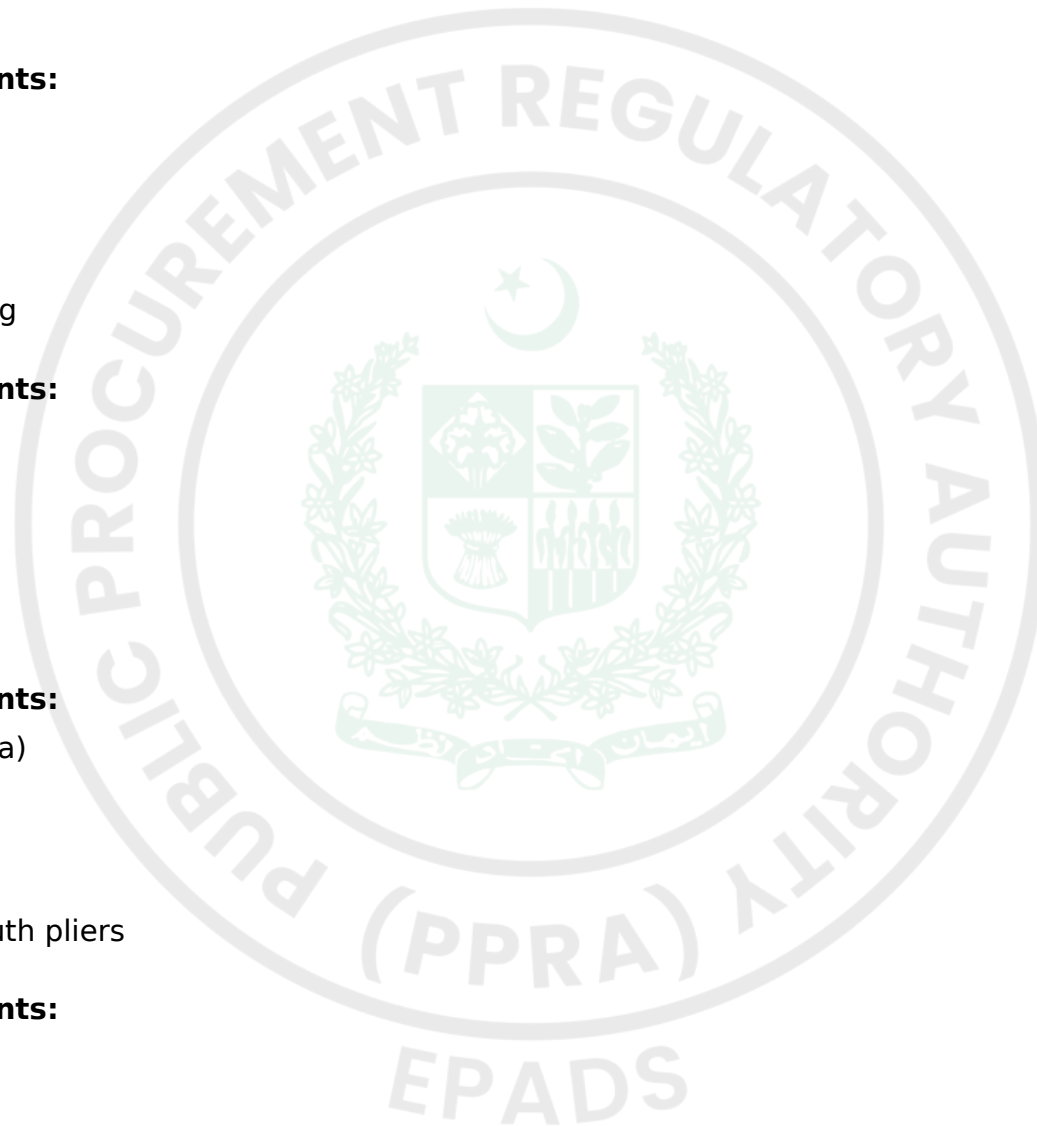 nts:
g
nts:
nts:
a)
uth pliers
nts:
PUBLIC PROCUREMENT REGULATORY AUTHORITY
(PPRA)
EPADS